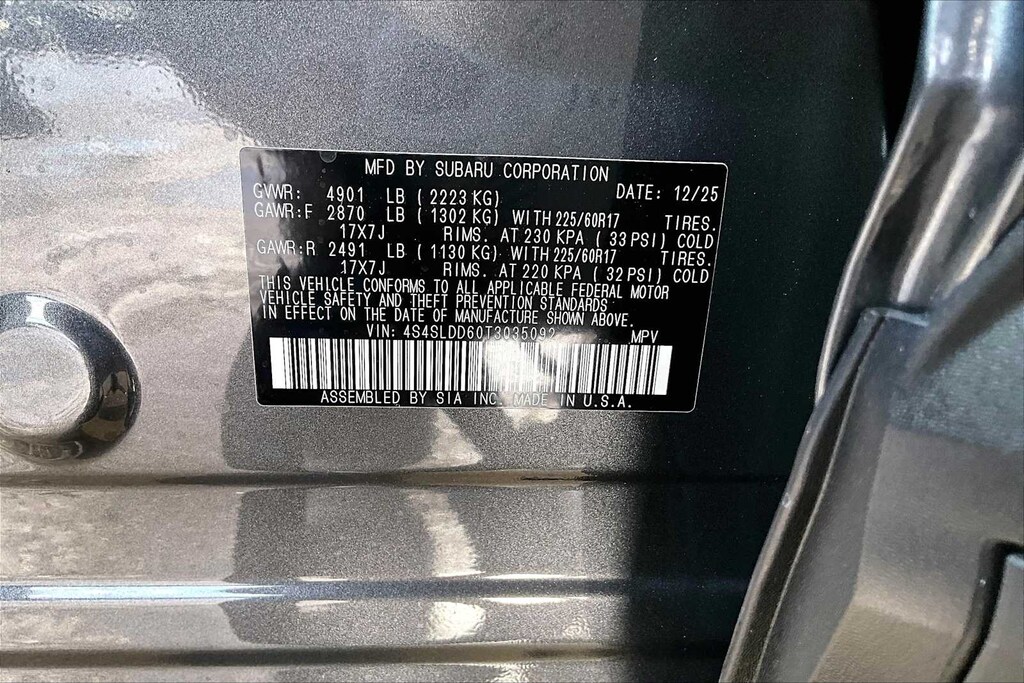 MFD BY SUBARU CORPORATION
GVWR: 4901 LB ( 2223 KG) DATE: 12/25
GAWR:F 2870 LB ( 1302 KG) WITH 225/60R17 TIRES.
17X7J RIMS. AT 230 KPA ( 33 PSI) COLD
GAWR:R 2491 LB ( 1130 KG) WITH 225/60R17 TIRES.
17X7J RIMS. AT 220 KPA ( 32 PSI) COLD
THIS VEHICLE CONFORMS TO ALL APPLICABLE FEDERAL MOTOR
VEHICLE SAFETY AND THEFT PREVENTION STANDARDS
IN EFFECT ON THE DATE OF MANUFACTURE SHOWN ABOVE.
VIN: 4S4SLDD60T3035092 MPV
ASSEMBLED BY SIA INC. MADE IN U.S.A.